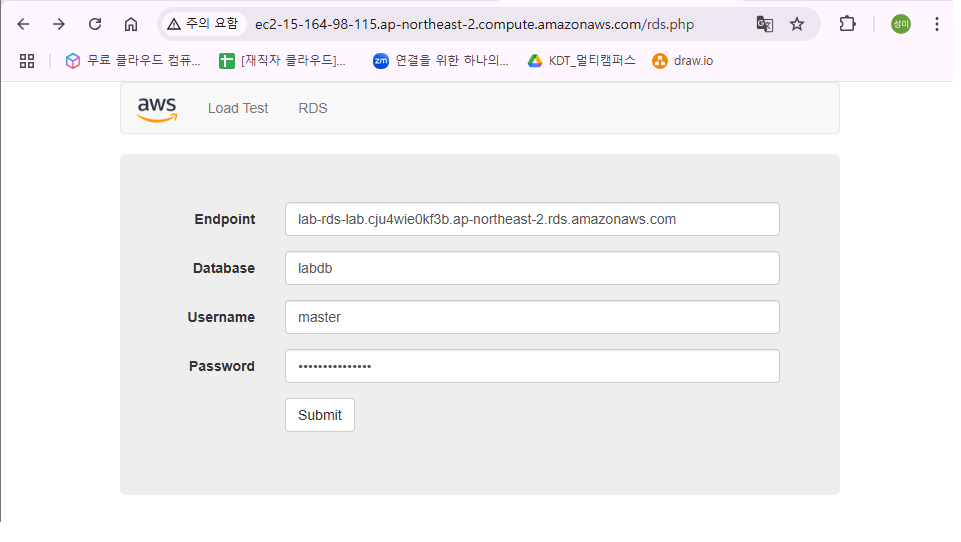 주의 요함 ec2-15-164-98-115.ap-northeast-2.compute.amazonaws.com/rds.php 성미
무료 클라우드 컴퓨... [재직자 클라우드]... zm 연결을 위한 하나의... KDT_멀티캠퍼스 draw.io
aws Load Test RDS
Endpoint lab-rds-lab.cju4wie0kf3b.ap-northeast-2.rds.amazonaws.com
Database labdb
Username master
Password •••••••••••••••
Submit